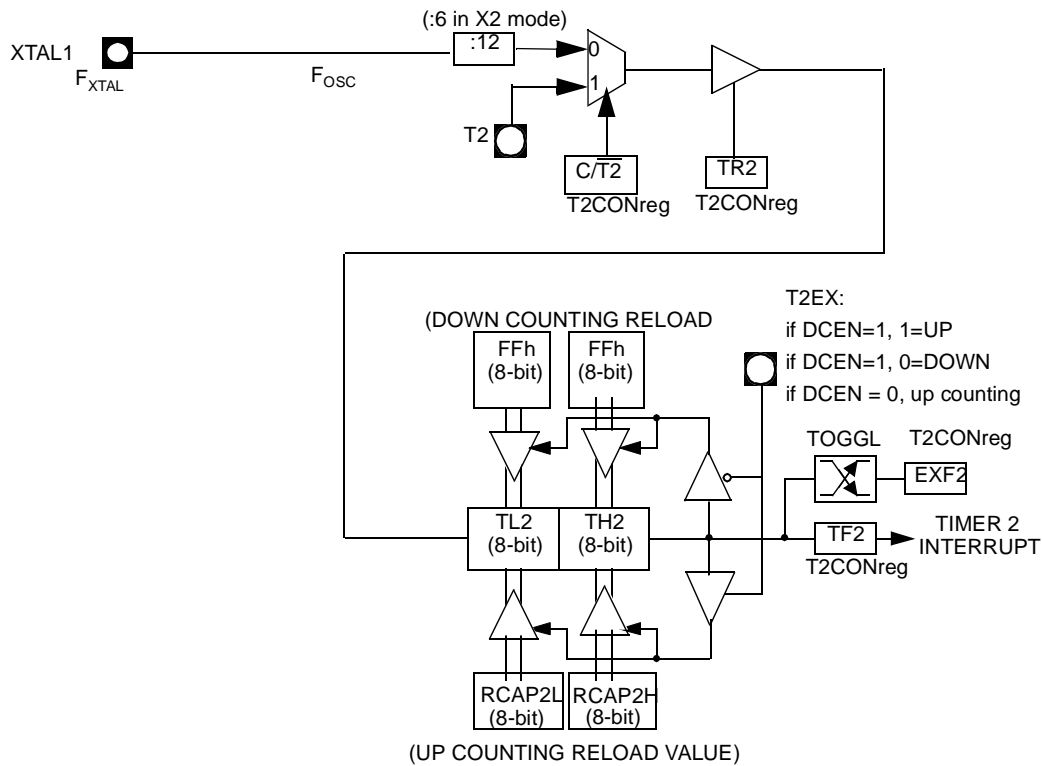 (:6 in X2 mode)
XTAL1
:12
0
FXTAL
FOSC
1
T2
C/T2
TR2
T2CONreg
T2CONreg
T2EX:
(DOWN COUNTING RELOAD
if DCEN=1, 1=UP
FFh
(8-bit)
FFh
(8-bit)
if DCEN=1, 0=DOWN
if DCEN = 0, up counting
TOGGL
T2CONreg
EXF2
TL2
(8-bit)
TH2
(8-bit)
TF2
TIMER 2
INTERRUPT
T2CONreg
RCAP2L
(8-bit)
RCAP2H
(8-bit)
(UP COUNTING RELOAD VALUE)